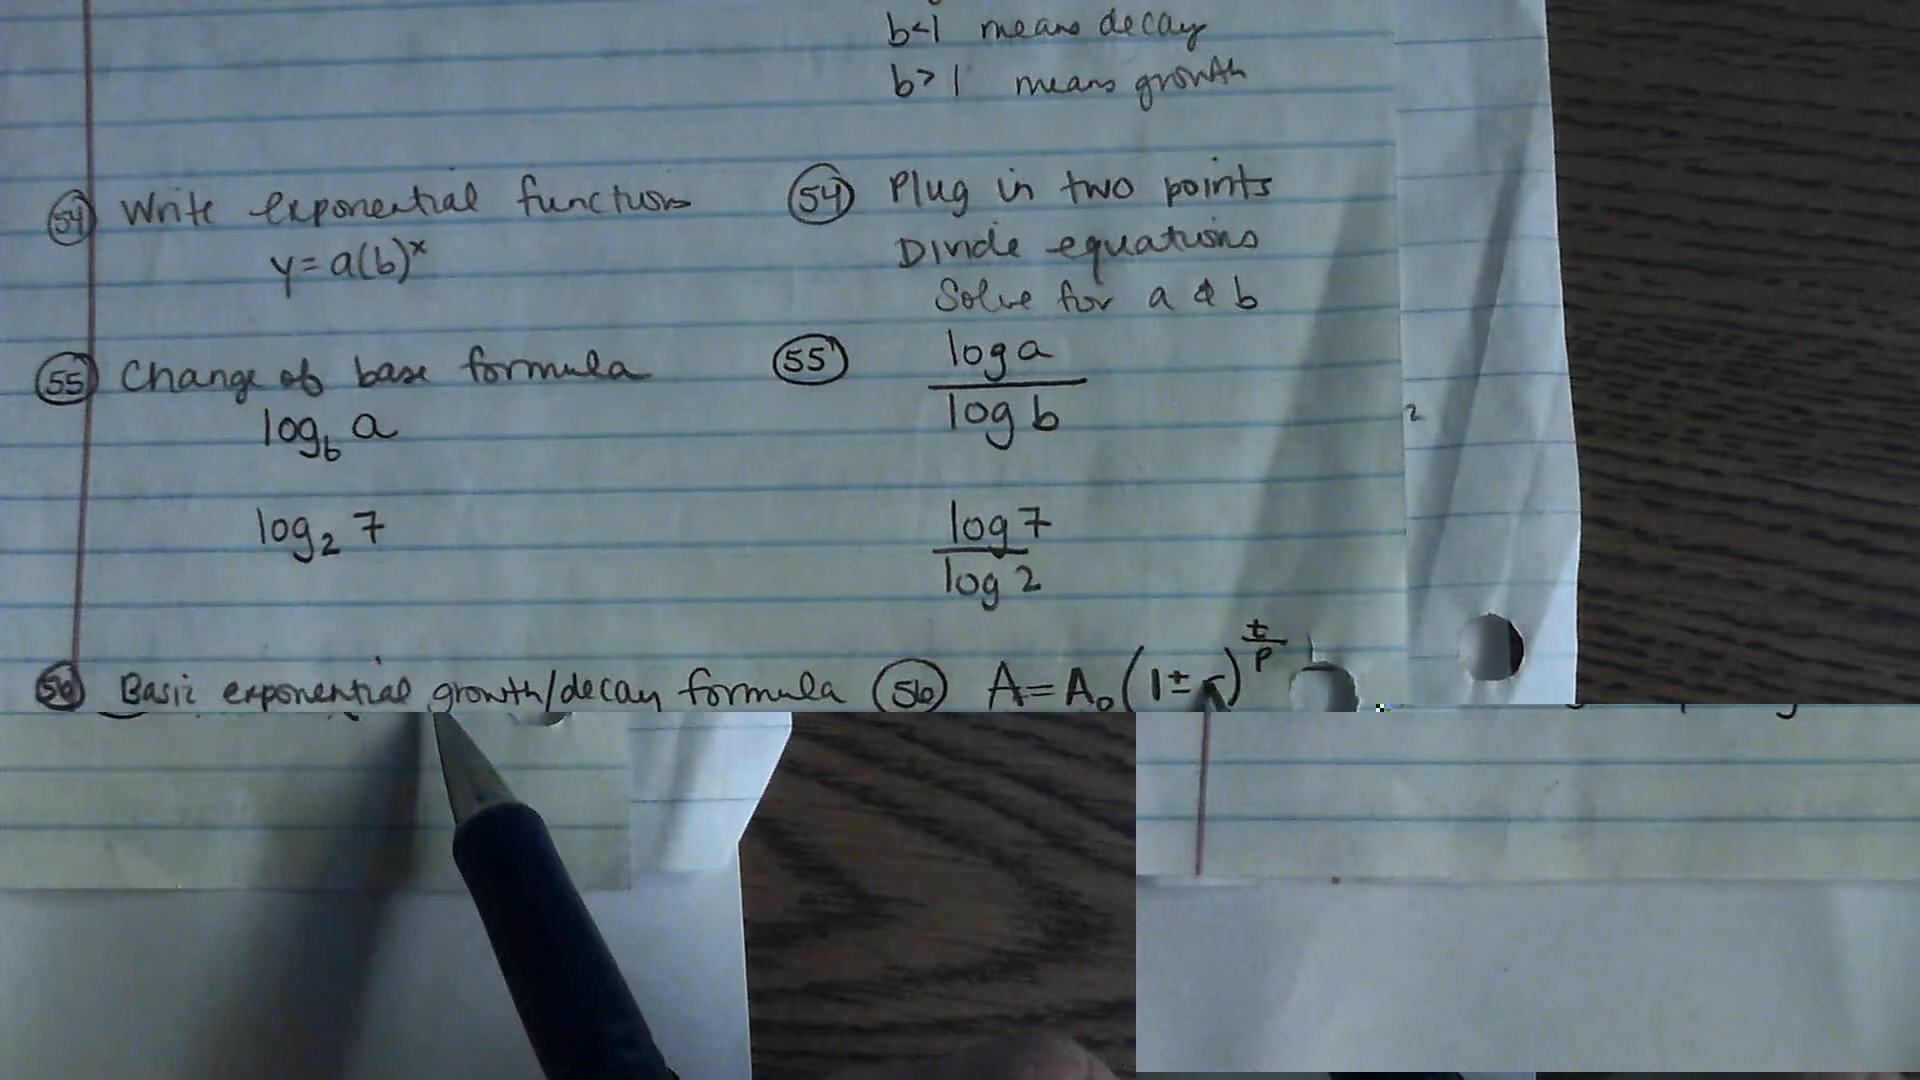 b<1 means decay
b>1 means growth
54 Write exponential function
y=a(b)^x
54 Plug in two points
Divide equations
Solve for a & b
55 Change of base formula
log_b a
55 log a
log b
log_2 7
log 7
log 2
56 Basic exponential growth/decay formula
56 A=A_0(1±r)^(t/p)
2